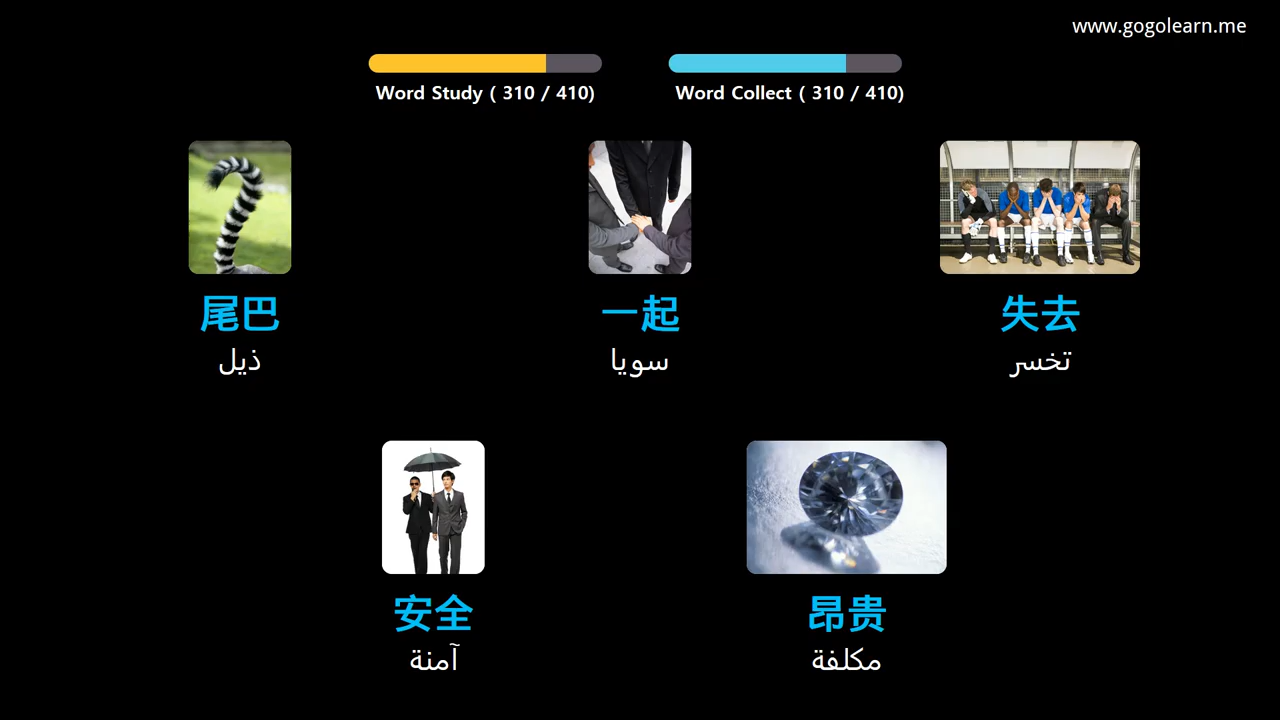 www.gogolearn.me
Word Study ( 310 / 410)
Word Collect ( 310 / 410)
尾巴
ذيل
一起
سويا
失去
تخسر
安全
آمنة
昂贵
مكلفة